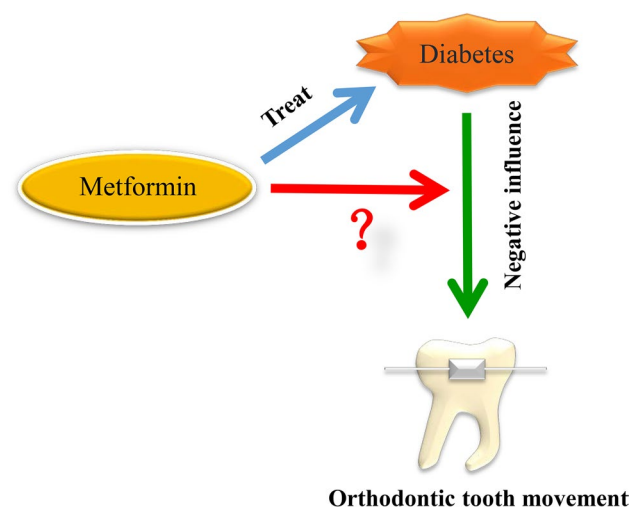 Diabetes
Treat
Metformin
?
Negative influence
Orthodontic tooth movement